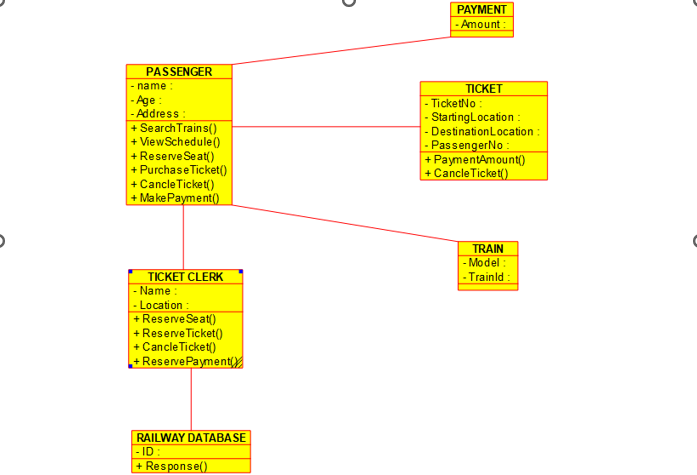 PAYMENT
- Amount :
PASSENGER
- name :
- Age :
- Address :
+ SearchTrains()
+ ViewSchedule()
+ ReserveSeat()
+ PurchaseTicket()
+ CancleTicket()
+ MakePayment()
TICKET
- TicketNo :
- StartingLocation :
- DestinationLocation :
- PassengerNo :
+ PaymentAmount()
+ CancleTicket()
TRAIN
- Model :
- TrainId :
TICKET CLERK
- Name :
- Location :
+ ReserveSeat()
+ ReserveTicket()
+ CancleTicket()
+ ReservePayment()
RAILWAY DATABASE
- ID :
+ Response()